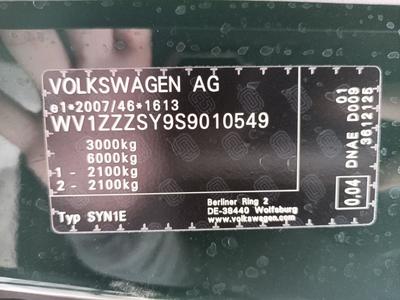 VOLKSWAGEN AG
e1*2007/46*1613
WV1ZZZSY9S9010549
3000kg
6000kg
1 - 2100kg
2 - 2100kg
Typ SYN1E
Berliner Ring 2
DE-38440 Wolfsburg
www.volkswagen.com
0,04
DNAE D009
01
3612125